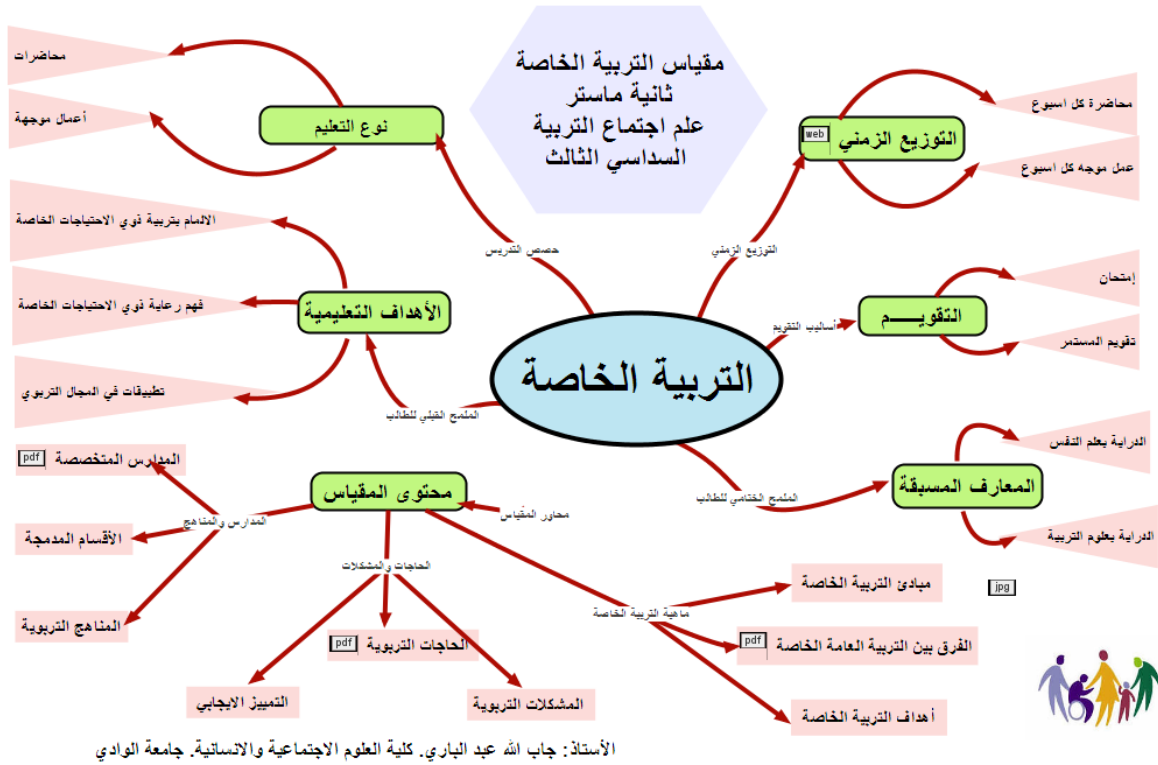 مقياس التربية الخاصة
ثانية ماستر
علم اجتماع التربية
السداسي الثالث
التوزيع الزمني
web
محاضرة كل اسبوع
عمل موجه كل اسبوع
التوزيع الزمني
نوع التعليم
محاضرات
أعمال موجهة
حصص التدريس
التربية الخاصة
التقويـــــم
أساليب التقويم
إمتحان
تقويم المستمر
الأهداف التعليمية
الالمام بتربية ذوي الاحتياجات الخاصة
فهم رعاية ذوي الاحتياجات الخاصة
تطبيقات في المجال التربوي
الملمح القبلي للطالب
المعارف المسبقة
الدراية بعلم النفس
الدراية بعلوم التربية
الملمح الختامي للطالب
محتوى المقياس
محاور المقياس
المدارس والمناهج
المدارس المتخصصة
pdf
الأقسام المدمجة
المناهج التربوية
الحاجات والمشكلات
الحاجات التربوية
pdf
التمييز الايجابي
المشكلات التربوية
ماهية التربية الخاصة
مبادئ التربية الخاصة
الفرق بين التربية العامة الخاصة
pdf
أهداف التربية الخاصة
jpg
الأستاذ: جاب الله عبد الباري. كلية العلوم الاجتماعية والانسانية. جامعة الوادي